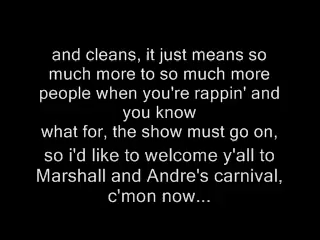 and cleans, it just means so
much more to so much more
people when you're rappin' and
you know
what for, the show must go on,
so i'd like to welcome y'all to
Marshall and Andre's carnival,
c'mon now...